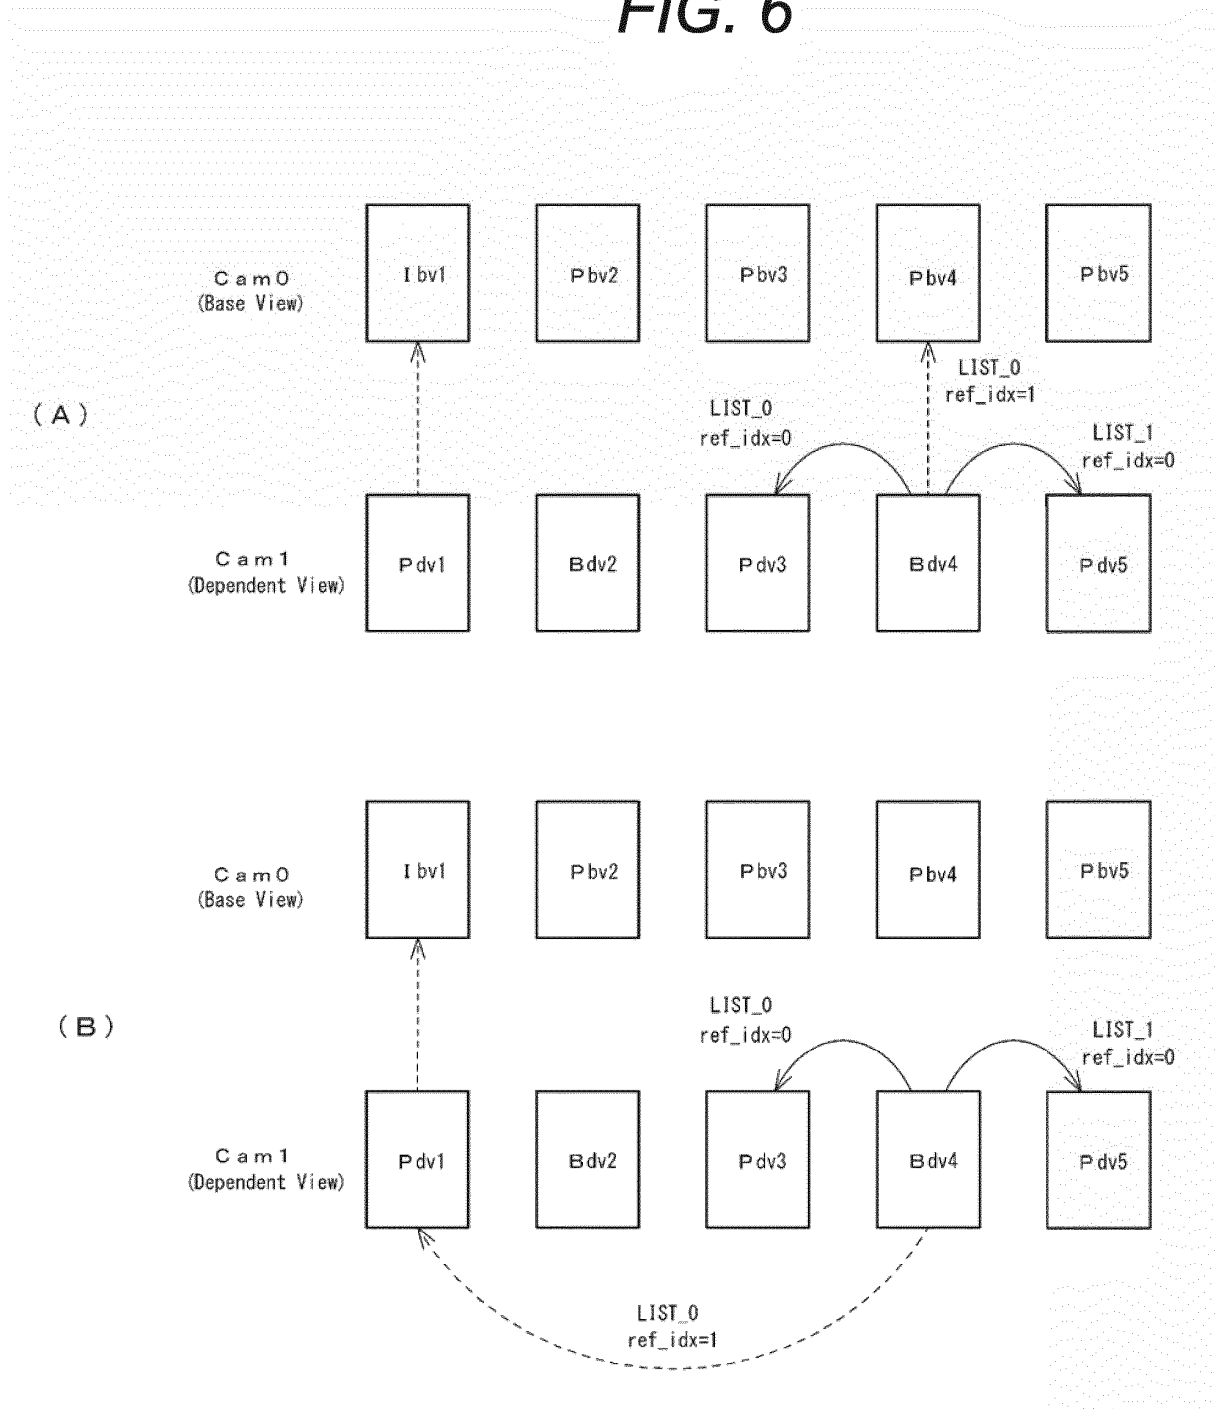 FIG. 6
Ibv1 Pbv2 Pbv3 Pbv4 Pbv5
Cam0
(Base View)
LIST_0
ref_idx=1
(A)
LIST_0
ref_idx=0
LIST_1
ref_idx=0
Cam1
(Dependent View)
Pdv1 Bdv2 Pdv3 Bdv4 Pdv5
Ibv1 Pbv2 Pbv3 Pbv4 Pbv5
Cam0
(Base View)
(B)
LIST_0
ref_idx=0
LIST_1
ref_idx=0
Cam1
(Dependent View)
Pdv1 Bdv2 Pdv3 Bdv4 Pdv5
LIST_0
ref_idx=1